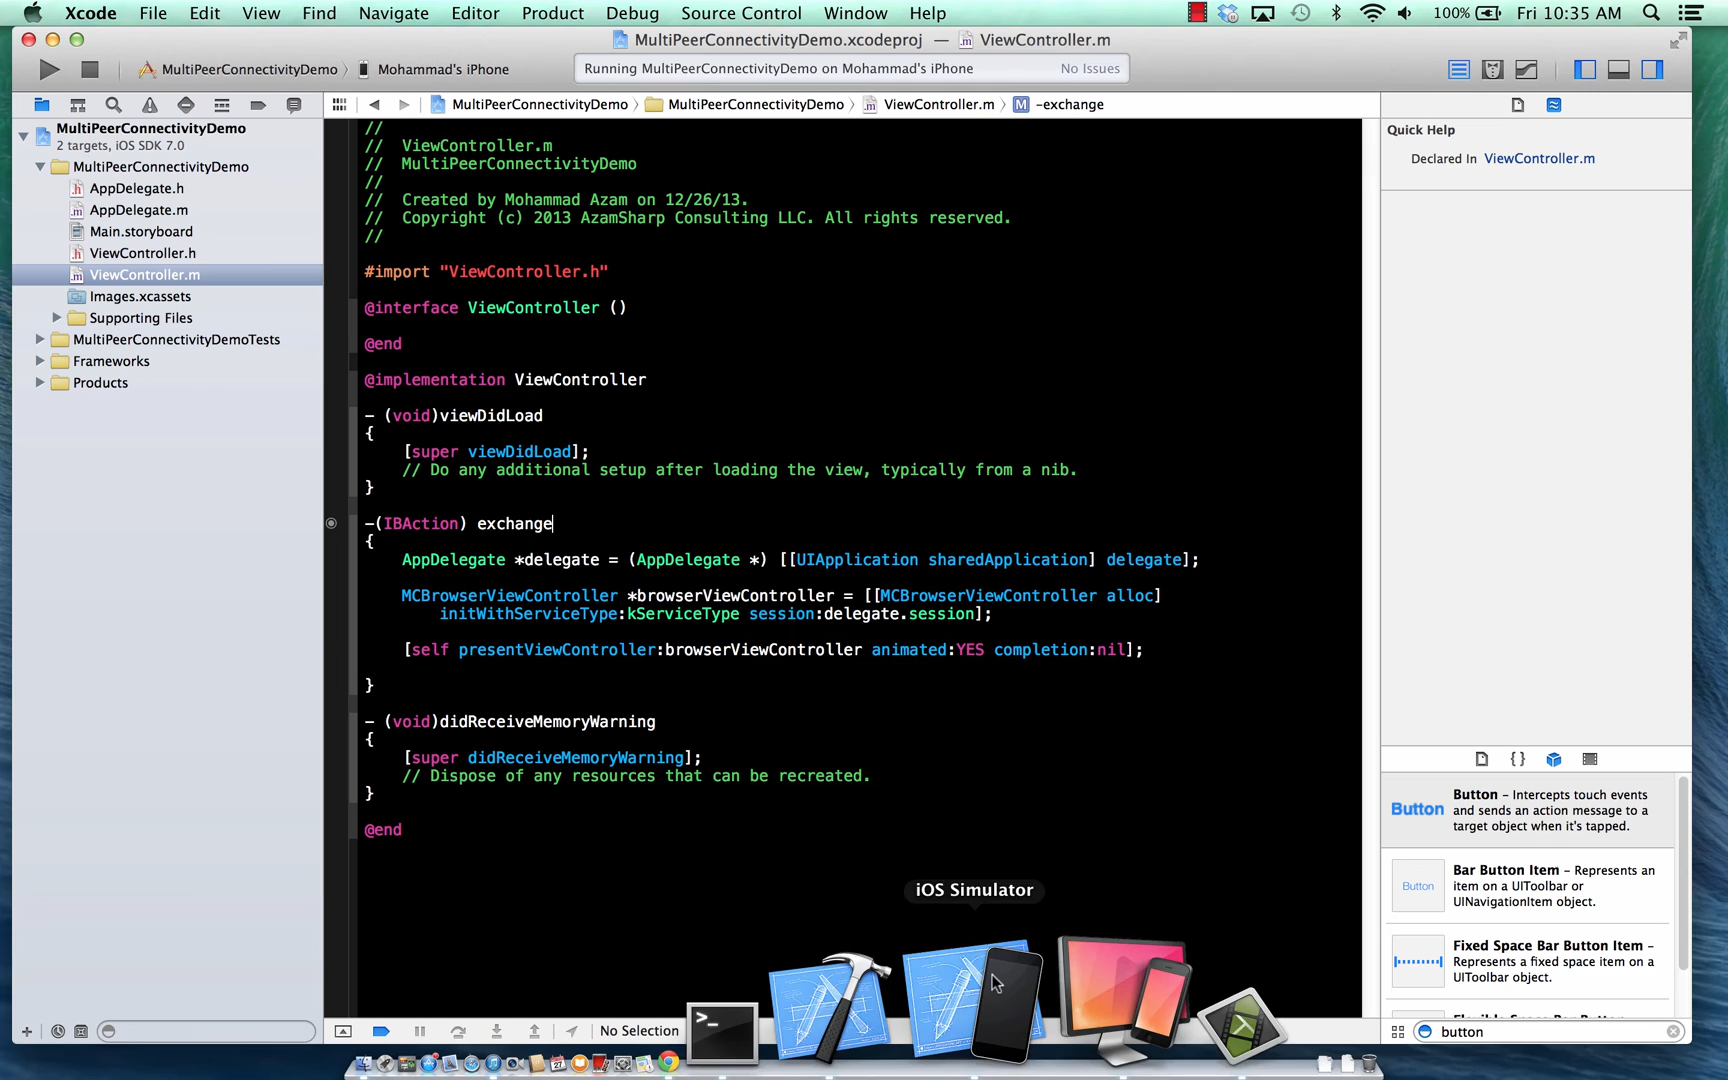 Xcode File Edit View Find Navigate Editor Product Debug Source Control Window Help 100% Fri 10:35 AM
MultiPeerConnectivityDemo.xcodeproj — ViewController.m
MultiPeerConnectivityDemo Mohammad's iPhone Running MultiPeerConnectivityDemo on Mohammad's iPhone No Issues
MultiPeerConnectivityDemo MultiPeerConnectivityDemo ViewController.m M -exchange
MultiPeerConnectivityDemo
2 targets, iOS SDK 7.0
MultiPeerConnectivityDemo
AppDelegate.h
AppDelegate.m
Main.storyboard
ViewController.h
ViewController.m
Images.xcassets
Supporting Files
MultiPeerConnectivityDemoTests
Frameworks
Products
//
// ViewController.m
// MultiPeerConnectivityDemo
//
// Created by Mohammad Azam on 12/26/13.
// Copyright (c) 2013 AzamSharp Consulting LLC. All rights reserved.
//
#import "ViewController.h"
@interface ViewController ()
@end
@implementation ViewController
- (void)viewDidLoad
{
[super viewDidLoad];
// Do any additional setup after loading the view, typically from a nib.
}
-(IBAction) exchange
{
AppDelegate *delegate = (AppDelegate *) [[UIApplication sharedApplication] delegate];
MCBrowserViewController *browserViewController = [[MCBrowserViewController alloc]
initWithServiceType:kServiceType session:delegate.session];
[self presentViewController:browserViewController animated:YES completion:nil];
}
- (void)didReceiveMemoryWarning
{
[super didReceiveMemoryWarning];
// Dispose of any resources that can be recreated.
}
@end
Quick Help
Declared In ViewController.m
Button
Button – Intercepts touch events
and sends an action message to a
target object when it's tapped.
Button
Bar Button Item – Represents an
item on a UIToolbar or
UINavigationItem object.
Fixed Space Bar Button Item –
Represents a fixed space item on a
UIToolbar object.
iOS Simulator
No Selection
button